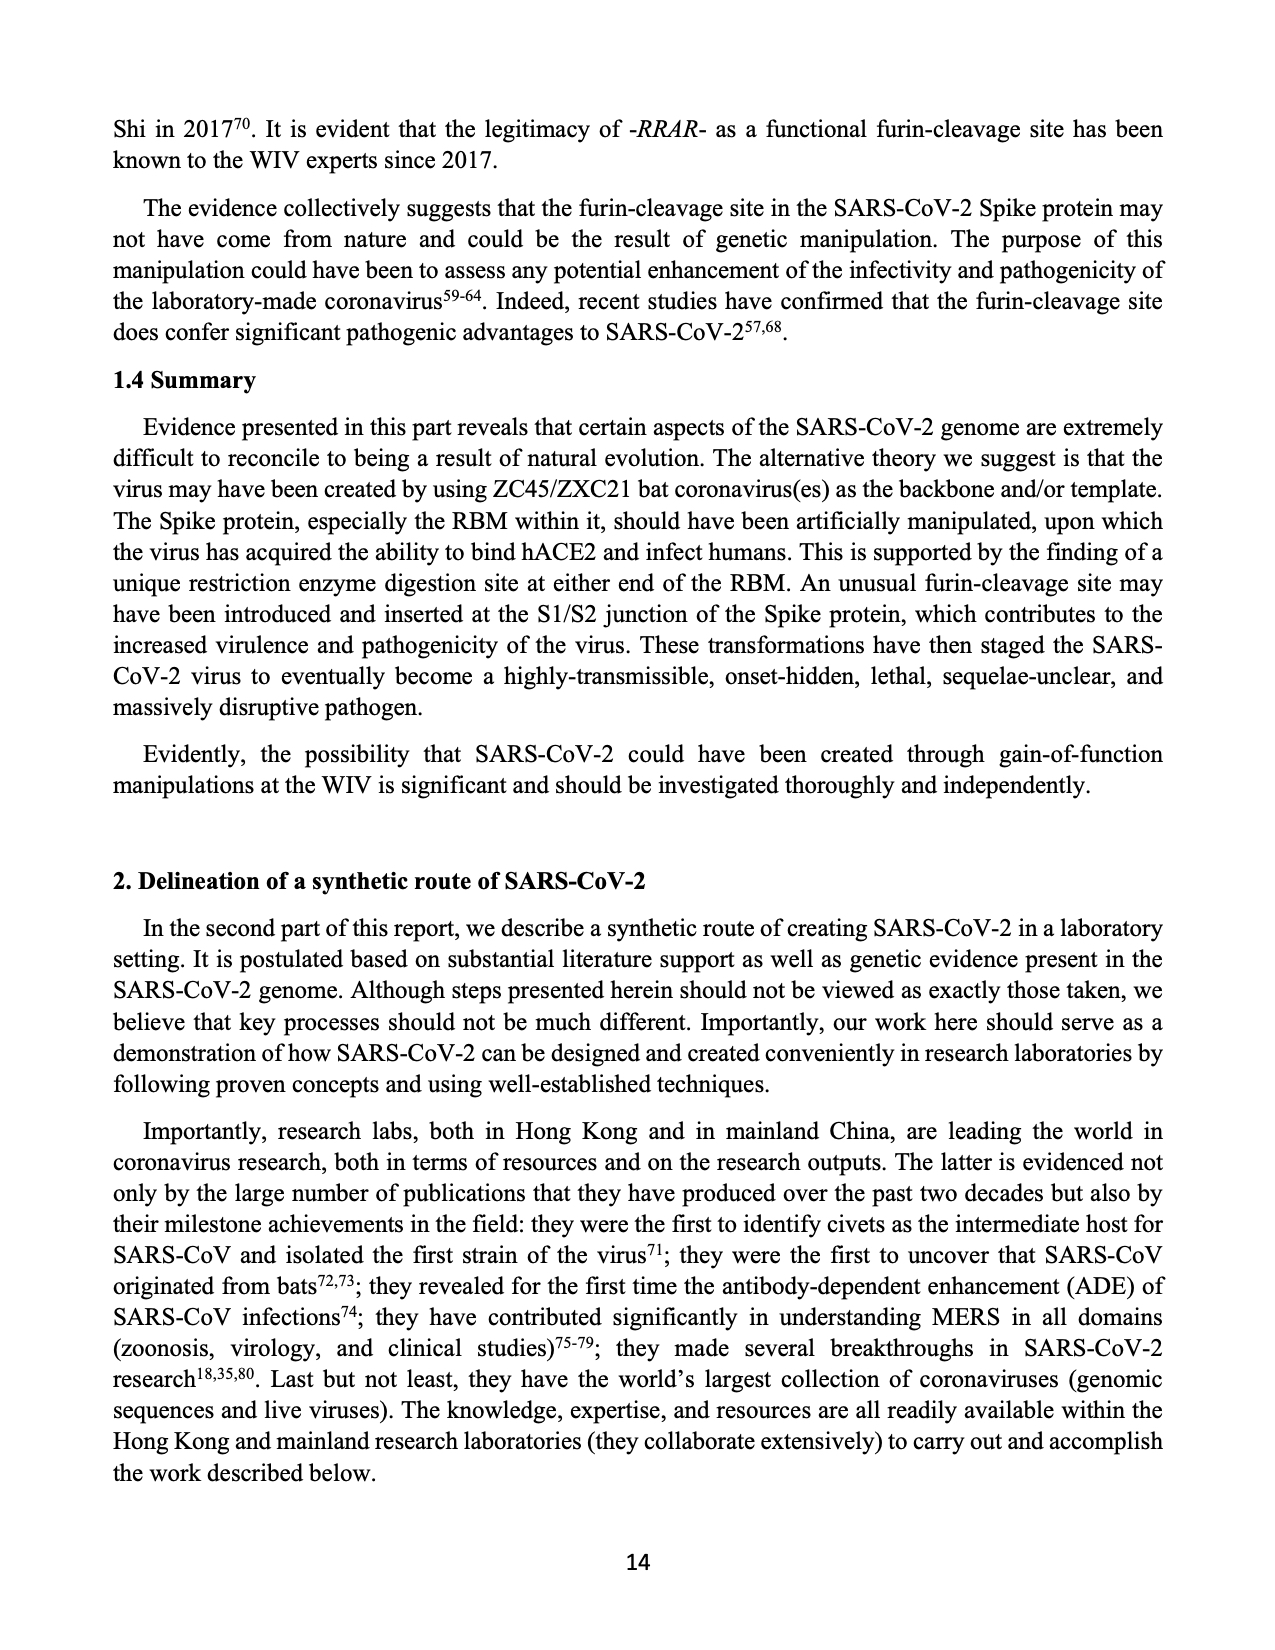 Shi in 2017⁷⁰. It is evident that the legitimacy of -RRAR- as a functional furin-cleavage site has been
known to the WIV experts since 2017.
The evidence collectively suggests that the furin-cleavage site in the SARS-CoV-2 Spike protein may
not have come from nature and could be the result of genetic manipulation. The purpose of this
manipulation could have been to assess any potential enhancement of the infectivity and pathogenicity of
the laboratory-made coronavirus⁵⁹⁻⁶⁴. Indeed, recent studies have confirmed that the furin-cleavage site
does confer significant pathogenic advantages to SARS-CoV-2⁵⁷,⁶⁸.
1.4 Summary
Evidence presented in this part reveals that certain aspects of the SARS-CoV-2 genome are extremely
difficult to reconcile to being a result of natural evolution. The alternative theory we suggest is that the
virus may have been created by using ZC45/ZXC21 bat coronavirus(es) as the backbone and/or template.
The Spike protein, especially the RBM within it, should have been artificially manipulated, upon which
the virus has acquired the ability to bind hACE2 and infect humans. This is supported by the finding of a
unique restriction enzyme digestion site at either end of the RBM. An unusual furin-cleavage site may
have been introduced and inserted at the S1/S2 junction of the Spike protein, which contributes to the
increased virulence and pathogenicity of the virus. These transformations have then staged the SARS-
CoV-2 virus to eventually become a highly-transmissible, onset-hidden, lethal, sequelae-unclear, and
massively disruptive pathogen.
Evidently, the possibility that SARS-CoV-2 could have been created through gain-of-function
manipulations at the WIV is significant and should be investigated thoroughly and independently.
2. Delineation of a synthetic route of SARS-CoV-2
In the second part of this report, we describe a synthetic route of creating SARS-CoV-2 in a laboratory
setting. It is postulated based on substantial literature support as well as genetic evidence present in the
SARS-CoV-2 genome. Although steps presented herein should not be viewed as exactly those taken, we
believe that key processes should not be much different. Importantly, our work here should serve as a
demonstration of how SARS-CoV-2 can be designed and created conveniently in research laboratories by
following proven concepts and using well-established techniques.
Importantly, research labs, both in Hong Kong and in mainland China, are leading the world in
coronavirus research, both in terms of resources and on the research outputs. The latter is evidenced not
only by the large number of publications that they have produced over the past two decades but also by
their milestone achievements in the field: they were the first to identify civets as the intermediate host for
SARS-CoV and isolated the first strain of the virus⁷¹; they were the first to uncover that SARS-CoV
originated from bats⁷²,⁷³; they revealed for the first time the antibody-dependent enhancement (ADE) of
SARS-CoV infections⁷⁴; they have contributed significantly in understanding MERS in all domains
(zoonosis, virology, and clinical studies)⁷⁵⁻⁷⁹; they made several breakthroughs in SARS-CoV-2
research¹⁸,³⁵,⁸⁰. Last but not least, they have the world’s largest collection of coronaviruses (genomic
sequences and live viruses). The knowledge, expertise, and resources are all readily available within the
Hong Kong and mainland research laboratories (they collaborate extensively) to carry out and accomplish
the work described below.
14